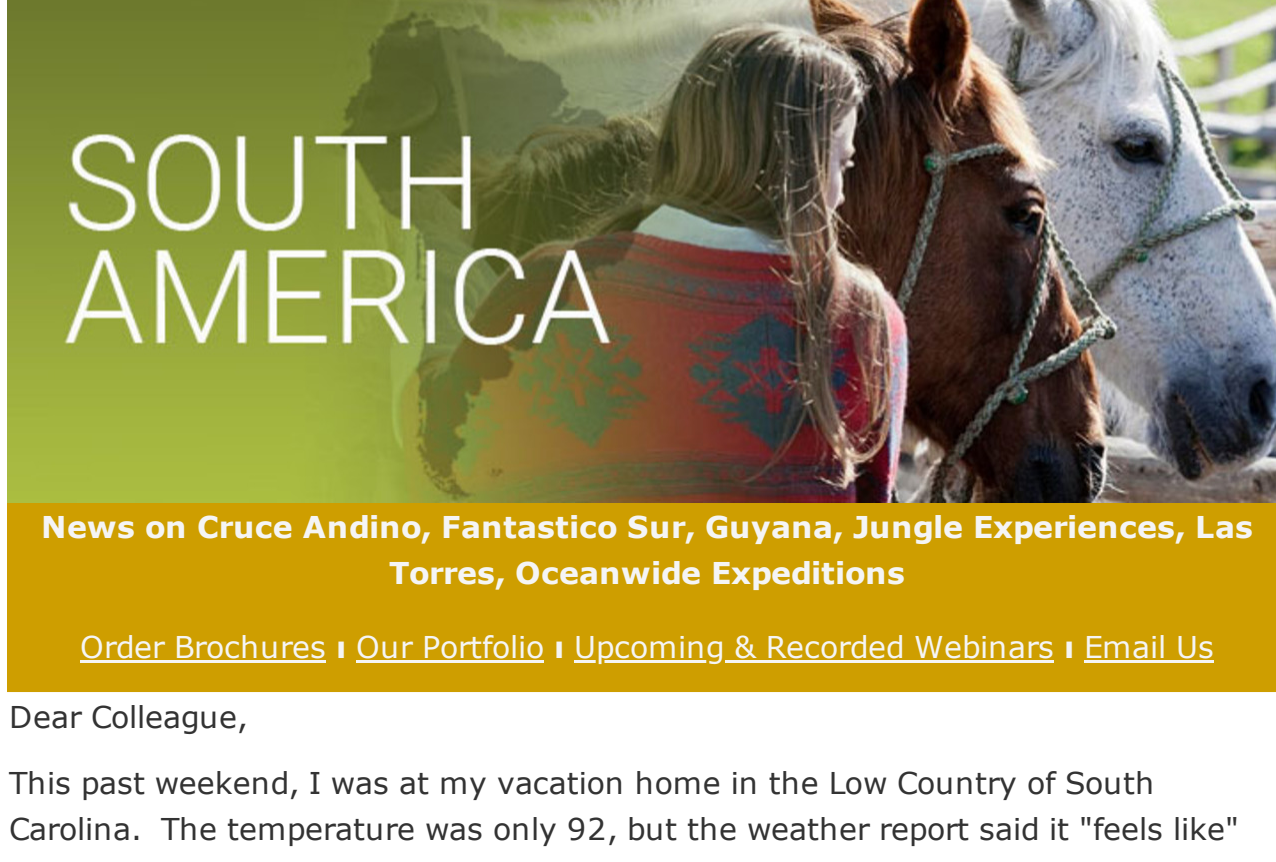 SOUTH
AMERICA
News on Cruce Andino, Fantastico Sur, Guyana, Jungle Experiences, Las
Torres, Oceanwide Expeditions
Order Brochures ı Our Portfolio ı Upcoming & Recorded Webinars ı Email Us
Dear Colleague,
This past weekend, I was at my vacation home in the Low Country of South
Carolina.  The temperature was only 92, but the weather report said it "feels like"